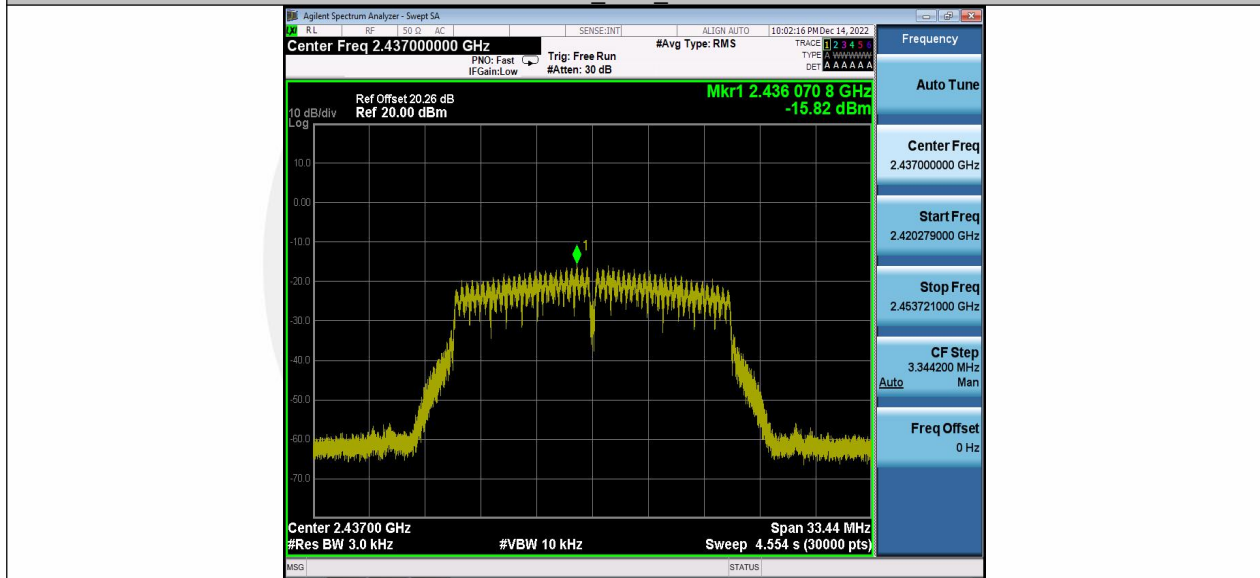 Agilent Spectrum Analyzer - Swept SA
RL RF 50 Ω AC SENSE:INT ALIGN AUTO 10:02:16 PM Dec 14, 2022
Center Freq 2.437000000 GHz
PNO: Fast
IFGain:Low
Trig: Free Run
#Atten: 30 dB
#Avg Type: RMS
TRACE 1 2 3 4 5 6
TYPE A WWWWW
DET A A A A A A
Mkr1 2.436 070 8 GHz
-15.82 dBm
Ref Offset 20.26 dB
10 dB/div Ref 20.00 dBm
Log
10.0
0.00
-10.0
-20.0
-30.0
-40.0
-50.0
-60.0
-70.0
1
Center 2.43700 GHz Span 33.44 MHz
#Res BW 3.0 kHz #VBW 10 kHz Sweep 4.554 s (30000 pts)
MSG STATUS
Frequency
Auto Tune
Center Freq
2.437000000 GHz
Start Freq
2.420279000 GHz
Stop Freq
2.453721000 GHz
CF Step
3.344200 MHz
Auto Man
Freq Offset
0 Hz